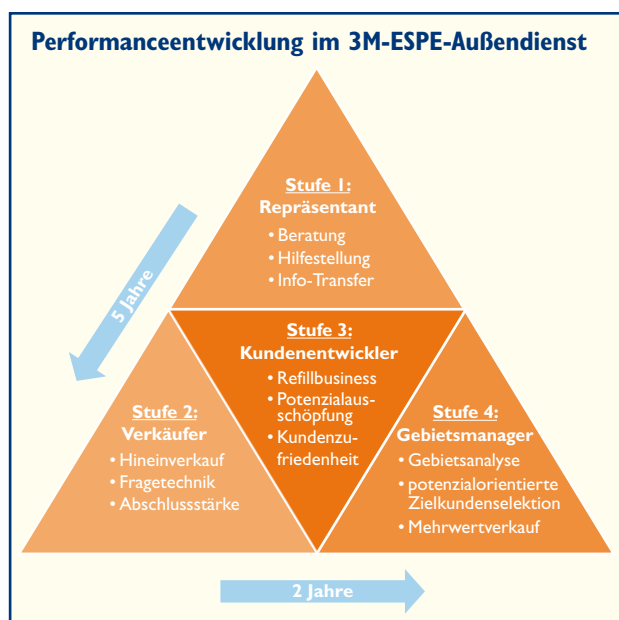 Performanceentwicklung im 3M-ESPE-Außendienst
Stufe 1:
Repräsentant
• Beratung
• Hilfestellung
• Info-Transfer
5 Jahre
Stufe 3:
Kundenentwickler
• Refillbusiness
• Potenzialaus-
schöpfung
• Kundenzu-
friedenheit
Stufe 2:
Verkäufer
• Hineinverkauf
• Fragetechnik
• Abschlussstärke
Stufe 4:
Gebietsmanager
• Gebietsanalyse
• potenzialorientierte
Zielkundenselektion
• Mehrwertverkauf
2 Jahre